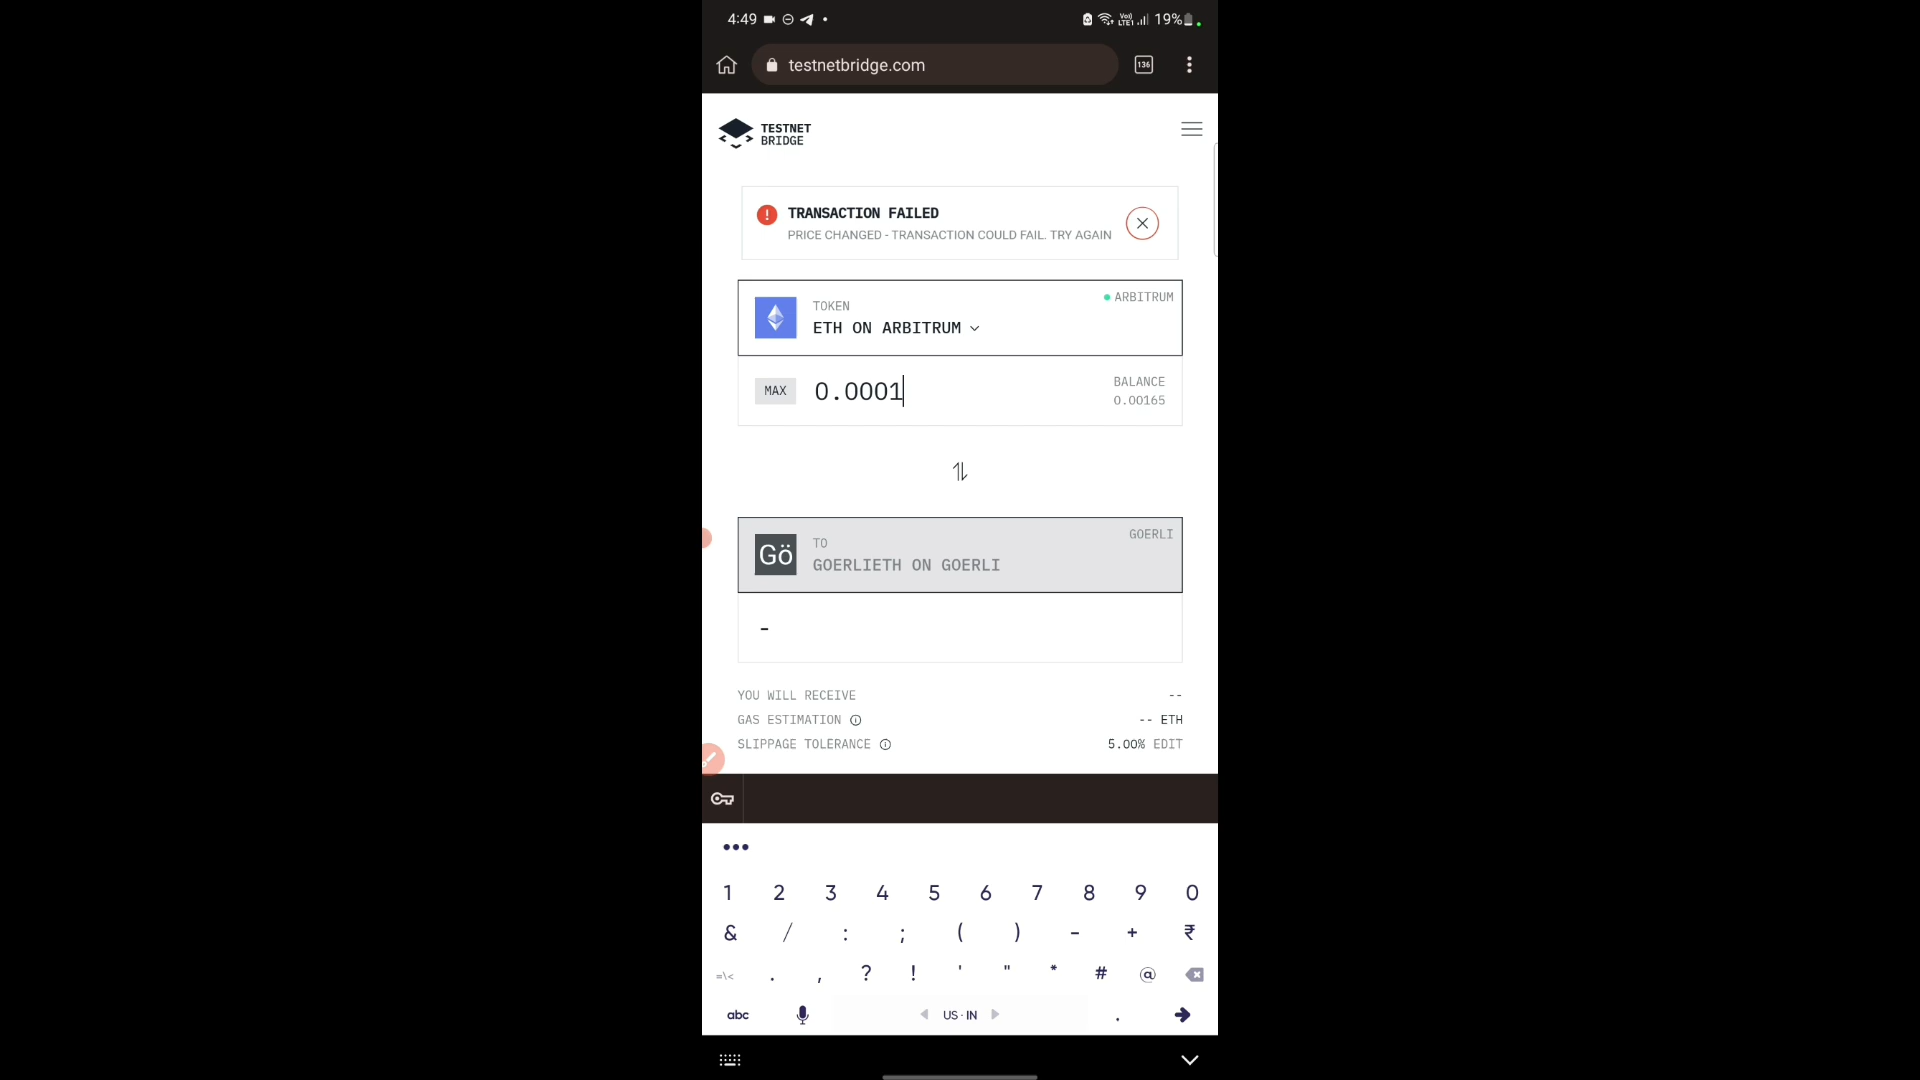 4:49
Vo)
LTE1
19%
testnetbridge.com
136
TESTNET
BRIDGE
TRANSACTION FAILED
PRICE CHANGED - TRANSACTION COULD FAIL. TRY AGAIN
ARBITRUM
TOKEN
ETH ON ARBITRUM
MAX
0.0001
BALANCE
0.00165
GOERLI
Gö
TO
GOERLIETH ON GOERLI
-
YOU WILL RECEIVE --
GAS ESTIMATION -- ETH
SLIPPAGE TOLERANCE 5.00% EDIT
1 2 3 4 5 6 7 8 9 0
& / : ; ( ) - + ₹
=\< . , ? ! ' " * # @
abc US · IN .